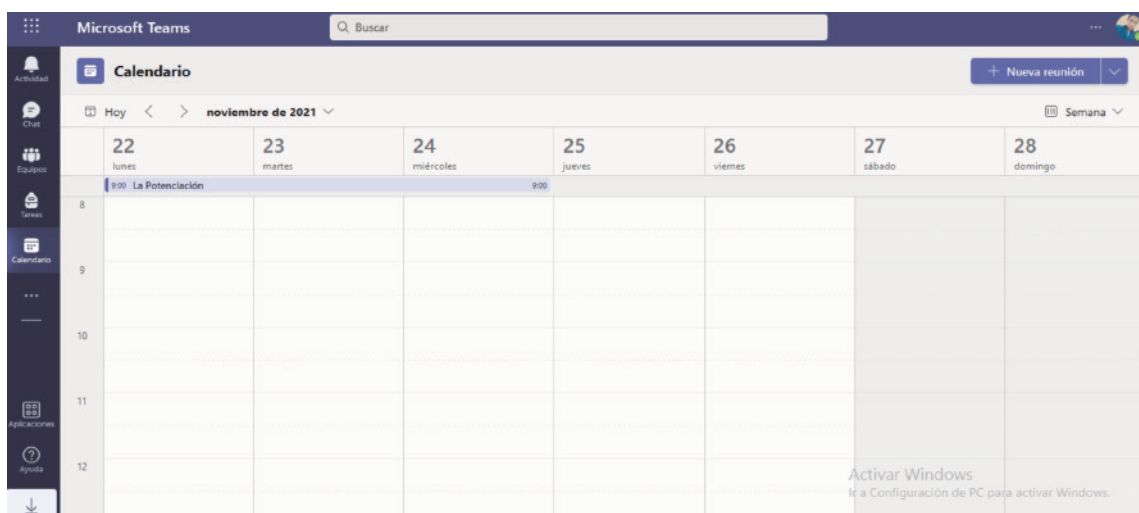 Microsoft Teams
Buscar
Actividad
Chat
Equipos
Tareas
Calendario
Aplicaciones
Ayuda
Calendario
Nueva reunión
Hoy
noviembre de 2021
Semana
22 23 24 25 26 27 28
lunes martes miércoles jueves viernes sábado domingo
9:00 La Potenciación 9:00
8
9
10
11
12
Activar Windows
Ir a Configuración de PC para activar Windows.